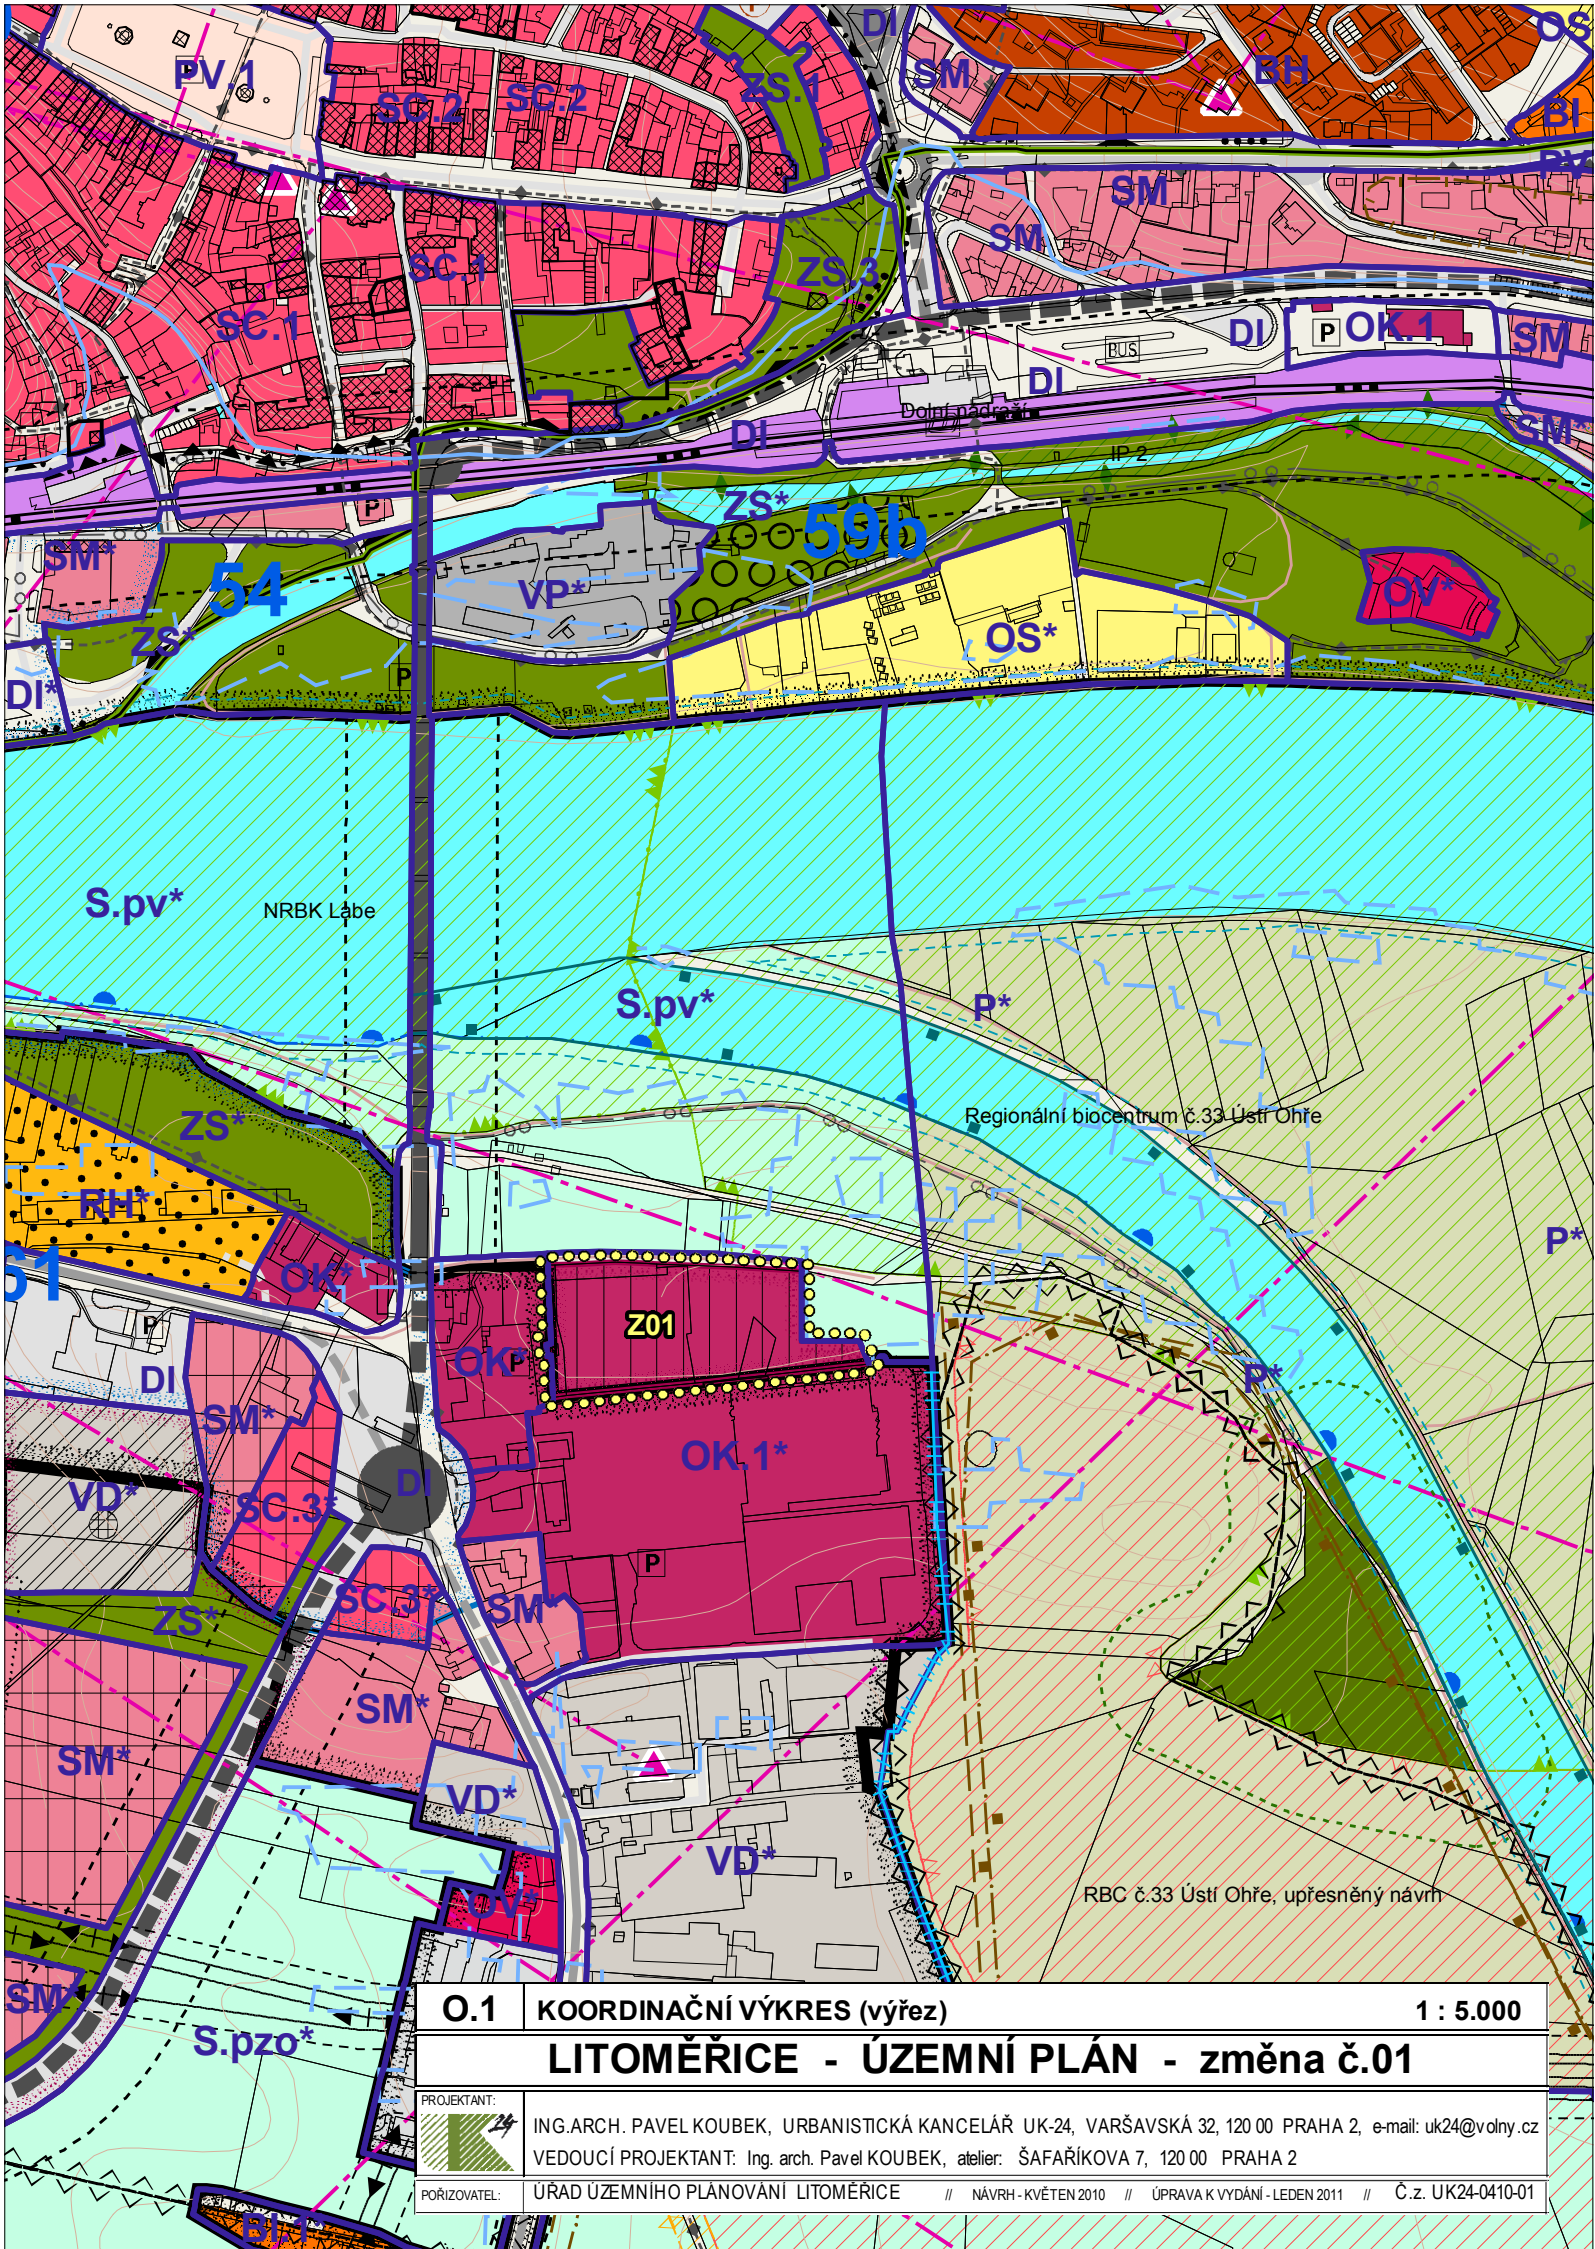 DI
OS
PV.1
SM
BH
ZS.1
SC.2
SC.2
BI
PV
SM
SM
ZS.3
SC.1
SC.1
DI
P
OK.1
SM
BUS
DI
Dolní nádraží
DI
SM*
IP 2
P
ZS*
59b
SM*
54
VP*
OV*
ZS*
OS*
DI*
P
S.pv*
NRBK Labe
S.pv*
P*
Regionální biocentrum č.33 Ústí Ohře
ZS*
RH*
P*
61
OK*
P
Z01
OK*
P
DI
P*
SM*
OK.1*
DI
VD*
SC.3*
P
SC.3*
SM*
ZS*
SM*
SM*
VD*
VD*
RBC č.33 Ústí Ohře, upřesněný návrh
OV*
SM*
S.pzo*
BI.1*
O.1 KOORDINAČNÍ VÝKRES (výřez) 1 : 5.000
LITOMĚŘICE - ÚZEMNÍ PLÁN - změna č.01
PROJEKTANT:
24
ING.ARCH. PAVEL KOUBEK, URBANISTICKÁ KANCELÁŘ UK-24, VARŠAVSKÁ 32, 120 00 PRAHA 2, e-mail: uk24@volny.cz
VEDOUCÍ PROJEKTANT: Ing. arch. Pavel KOUBEK, atelier: ŠAFAŘÍKOVA 7, 120 00 PRAHA 2
POŘIZOVATEL: ÚŘAD ÚZEMNÍHO PLÁNOVÁNÍ LITOMĚŘICE // NÁVRH - KVĚTEN 2010 // ÚPRAVA K VYDÁNÍ - LEDEN 2011 // Č.z. UK24-0410-01